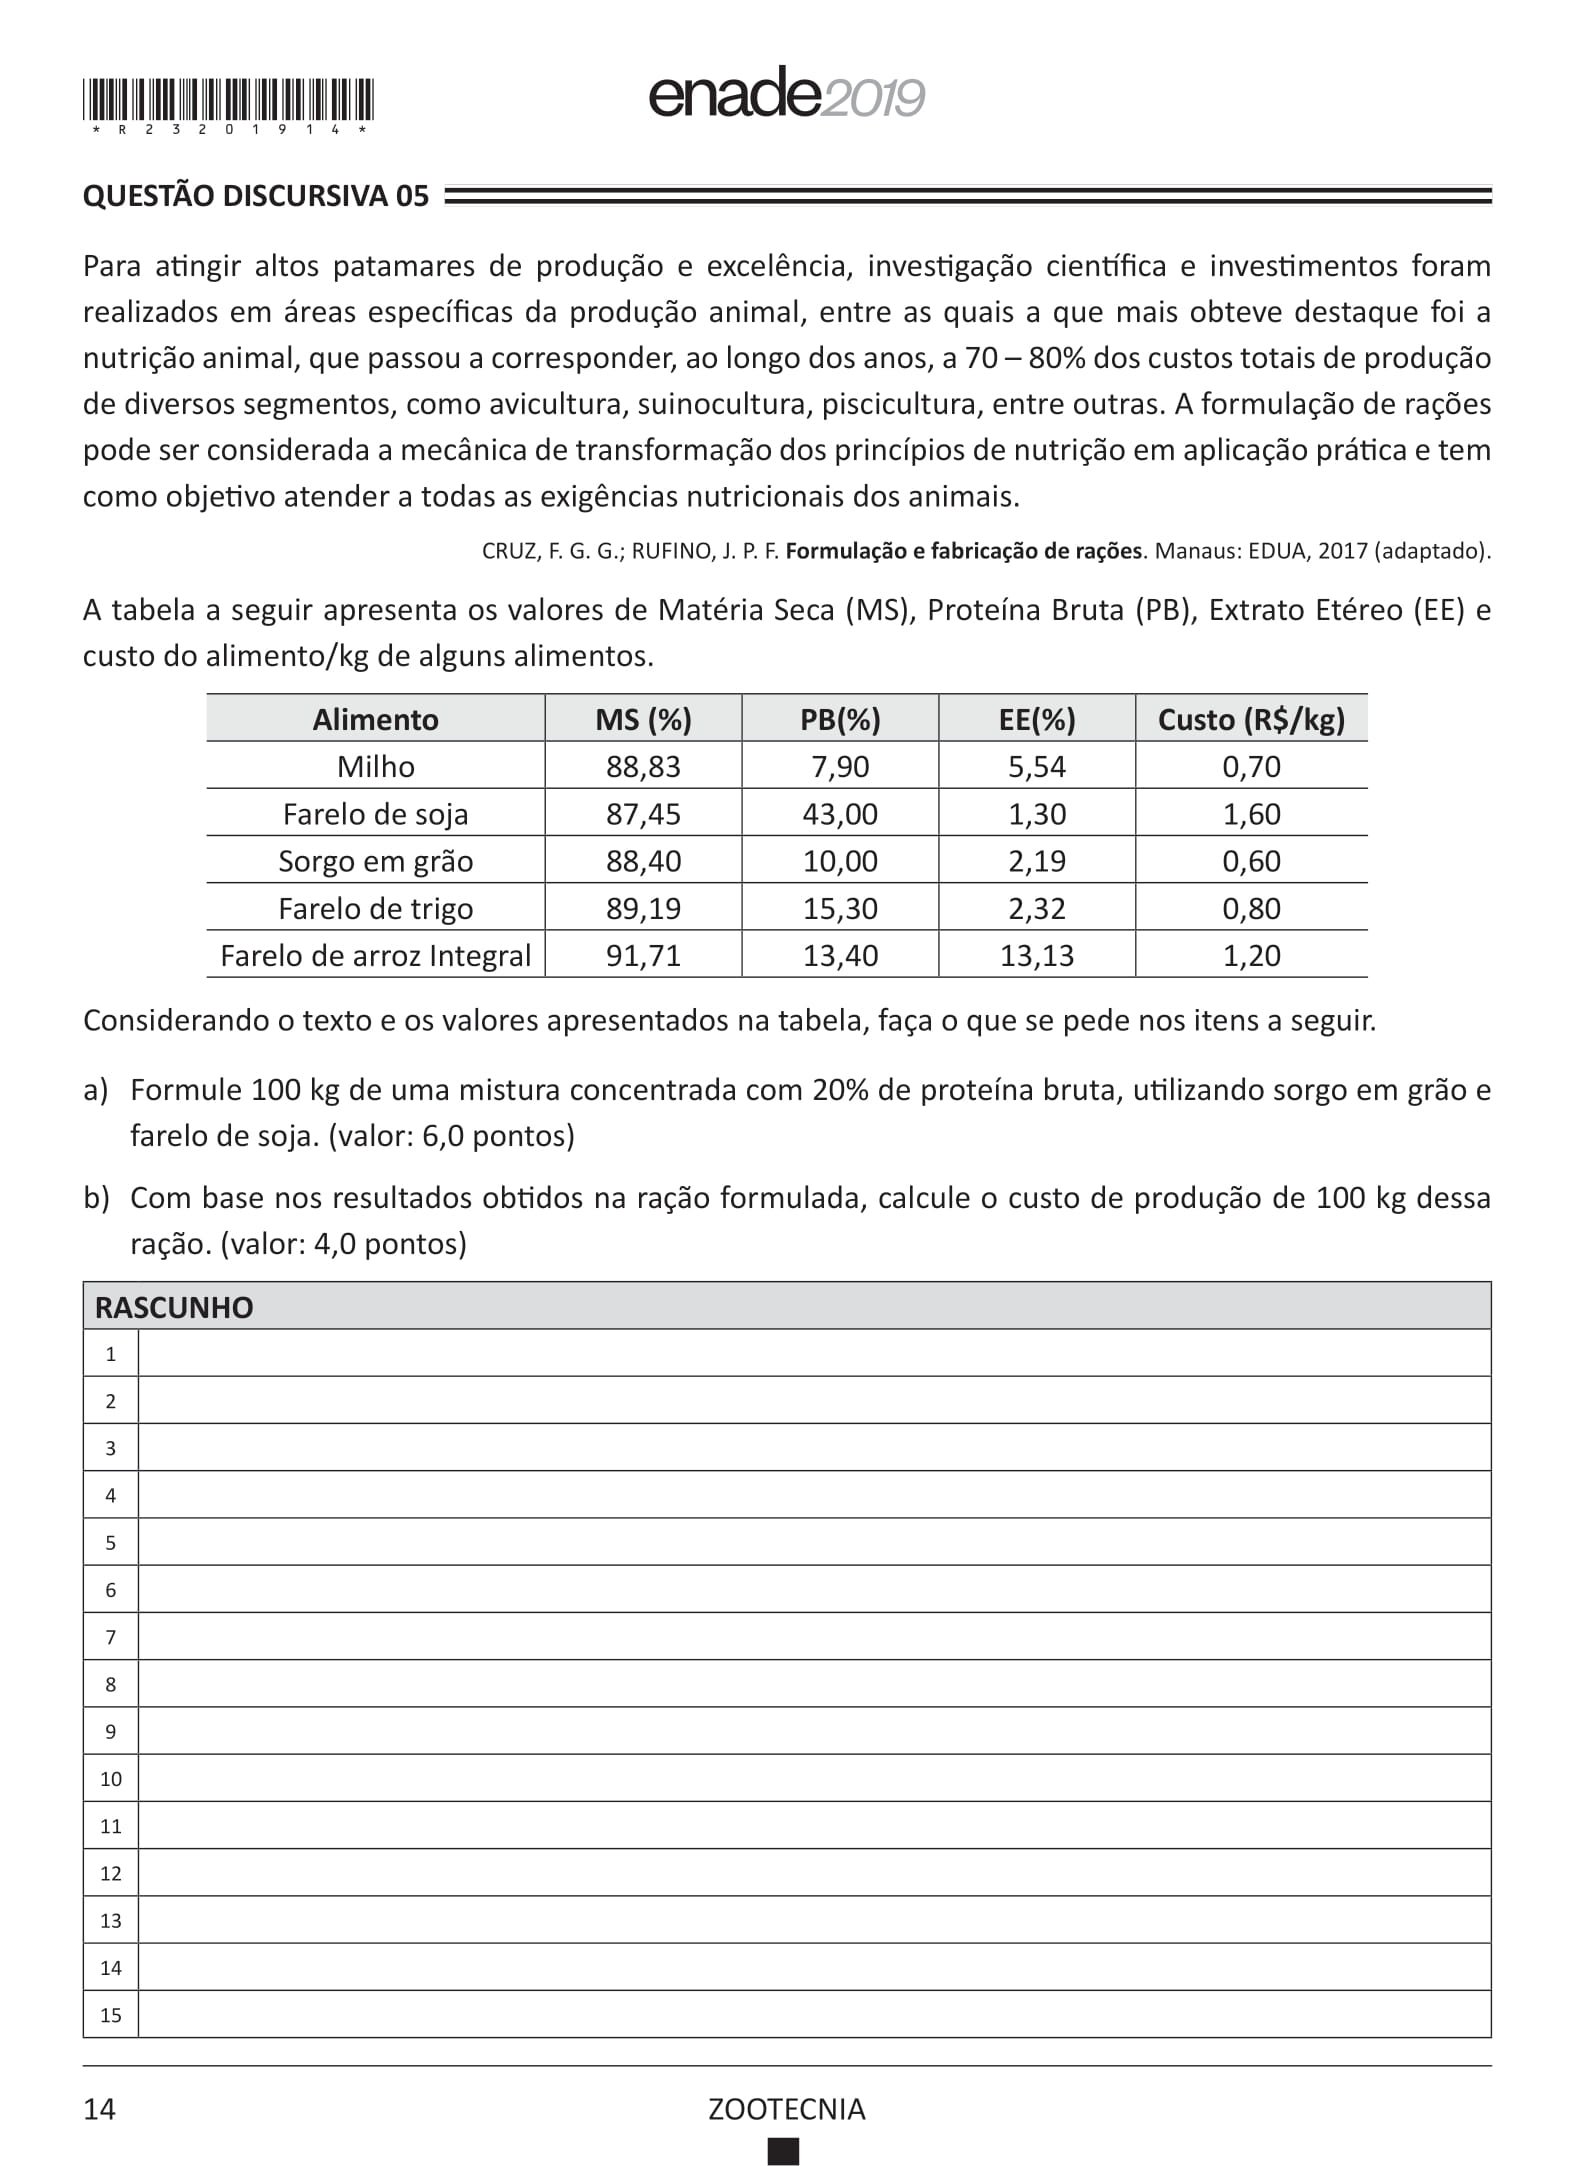 * R 2 3 2 0 1 9 1 4 *
enade2019
QUESTÃO DISCURSIVA 05
Para atingir altos patamares de produção e excelência, investigação científica e investimentos foram
realizados em áreas específicas da produção animal, entre as quais a que mais obteve destaque foi a
nutrição animal, que passou a corresponder, ao longo dos anos, a 70 – 80% dos custos totais de produção
de diversos segmentos, como avicultura, suinocultura, piscicultura, entre outras. A formulação de rações
pode ser considerada a mecânica de transformação dos princípios de nutrição em aplicação prática e tem
como objetivo atender a todas as exigências nutricionais dos animais.
CRUZ, F. G. G.; RUFINO, J. P. F. Formulação e fabricação de rações. Manaus: EDUA, 2017 (adaptado).
A tabela a seguir apresenta os valores de Matéria Seca (MS), Proteína Bruta (PB), Extrato Etéreo (EE) e
custo do alimento/kg de alguns alimentos.
Alimento MS (%) PB(%) EE(%) Custo (R$/kg)
Milho 88,83 7,90 5,54 0,70
Farelo de soja 87,45 43,00 1,30 1,60
Sorgo em grão 88,40 10,00 2,19 0,60
Farelo de trigo 89,19 15,30 2,32 0,80
Farelo de arroz Integral 91,71 13,40 13,13 1,20
Considerando o texto e os valores apresentados na tabela, faça o que se pede nos itens a seguir.
a) Formule 100 kg de uma mistura concentrada com 20% de proteína bruta, utilizando sorgo em grão e
farelo de soja. (valor: 6,0 pontos)
b) Com base nos resultados obtidos na ração formulada, calcule o custo de produção de 100 kg dessa
ração. (valor: 4,0 pontos)
RASCUNHO
1
2
3
4
5
6
7
8
9
10
11
12
13
14
15
14 ZOOTECNIA